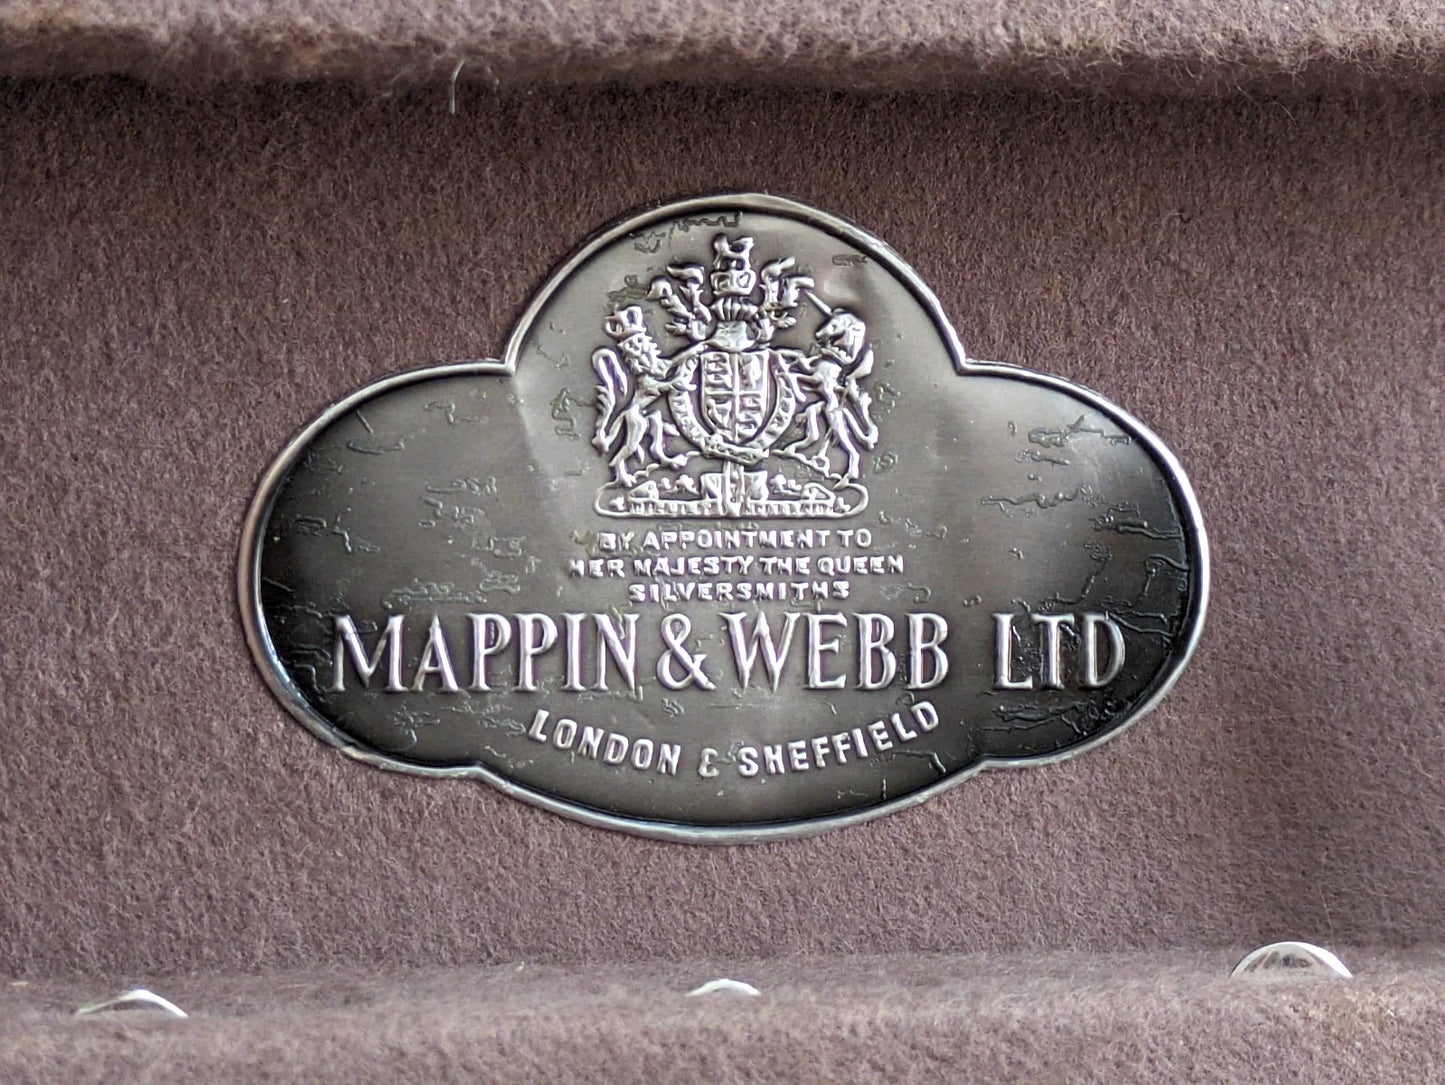 BY APPOINTMENT TO
HER MAJESTY THE QUEEN
SILVERSMITHS
MAPPIN & WEBB LTD
LONDON & SHEFFIELD